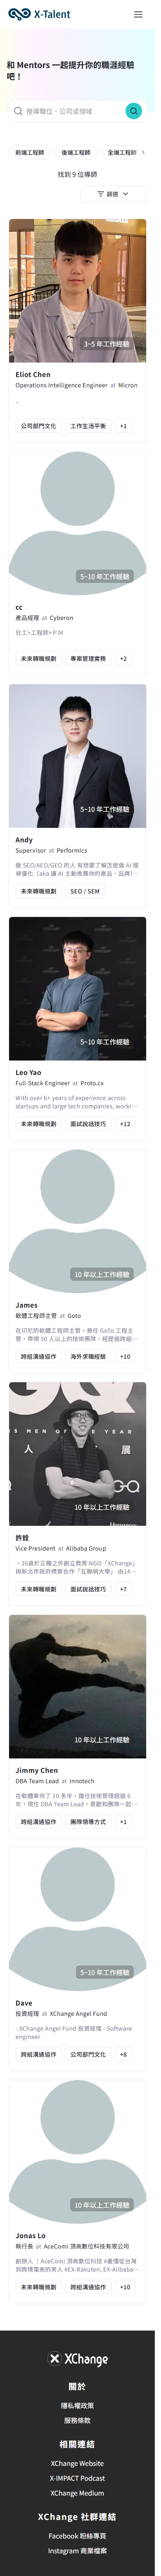 X-Talent
和 Mentors 一起提升你的職涯經驗
吧！
搜尋職位、公司或領域
前端工程師
後端工程師
全端工程師
找到 9 位導師
篩選
3~5 年工作經驗
Eliot Chen
Operations Intelligence Engineer at Micron
公司部門文化
工作生活平衡
+1
5~10 年工作經驗
cc
產品經理 at Cyberon
社工>工程師>PM
未來轉職規劃
專案管理實務
+2
5~10 年工作經驗
Andy
Supervisor at Performics
做 SEO/AEO/GEO 的人 有想要了解怎麼做 AI 搜
尋優化（aka 讓 AI 主動推薦你的產品、品牌）…
未來轉職規劃
SEO / SEM
XChange
5~10 年工作經驗
Leo Yao
Full-Stack Engineer at Proto.cx
With over 6+ years of experience across
startups and large tech companies, worki…
未來轉職規劃
面試說話技巧
+12
10 年以上工作經驗
James
軟體工程師主管 at Goto
在印尼的軟體工程師主管。曾任 GoTo 工程主
管，帶領 50 人以上的技術團隊，經歷過跨組…
跨組溝通協作
海外求職經驗
+10
MEN OF THE YEAR
人
展
GQ
10 年以上工作經驗
許詮
Vice President at Alibaba Group
・26歲於正職之外創立教育 NGO「XChange」
與新北市政府標案合作「互聯網大學」 由14…
未來轉職規劃
面試說話技巧
+7
10 年以上工作經驗
Jimmy Chen
DBA Team Lead at Innotech
在軟體業待了 10 多年，擔任技術管理超過 6
年，現任 DBA Team Lead。喜歡和團隊一起…
跨組溝通協作
團隊領導方式
+1
5~10 年工作經驗
Dave
投資經理 at XChange Angel Fund
- XChange Angel Fund 投資經理 - Software
engineer
跨組溝通協作
公司部門文化
+8
10 年以上工作經驗
Jonas Lo
執行長 at AceComi 頂尚數位科技有限公司
創辦人 ｜AceComi 頂尚數位科技 #最懂從台灣
到跨境電商的男人 #EX-Rakuten, EX-Alibaba…
未來轉職規劃
跨組溝通協作
+10
XChange
關於
隱私權政策
服務條款
相關連結
XChange Website
X-IMPACT Podcast
XChange Medium
XChange 社群連結
Facebook 粉絲專頁
Instagram 商業檔案